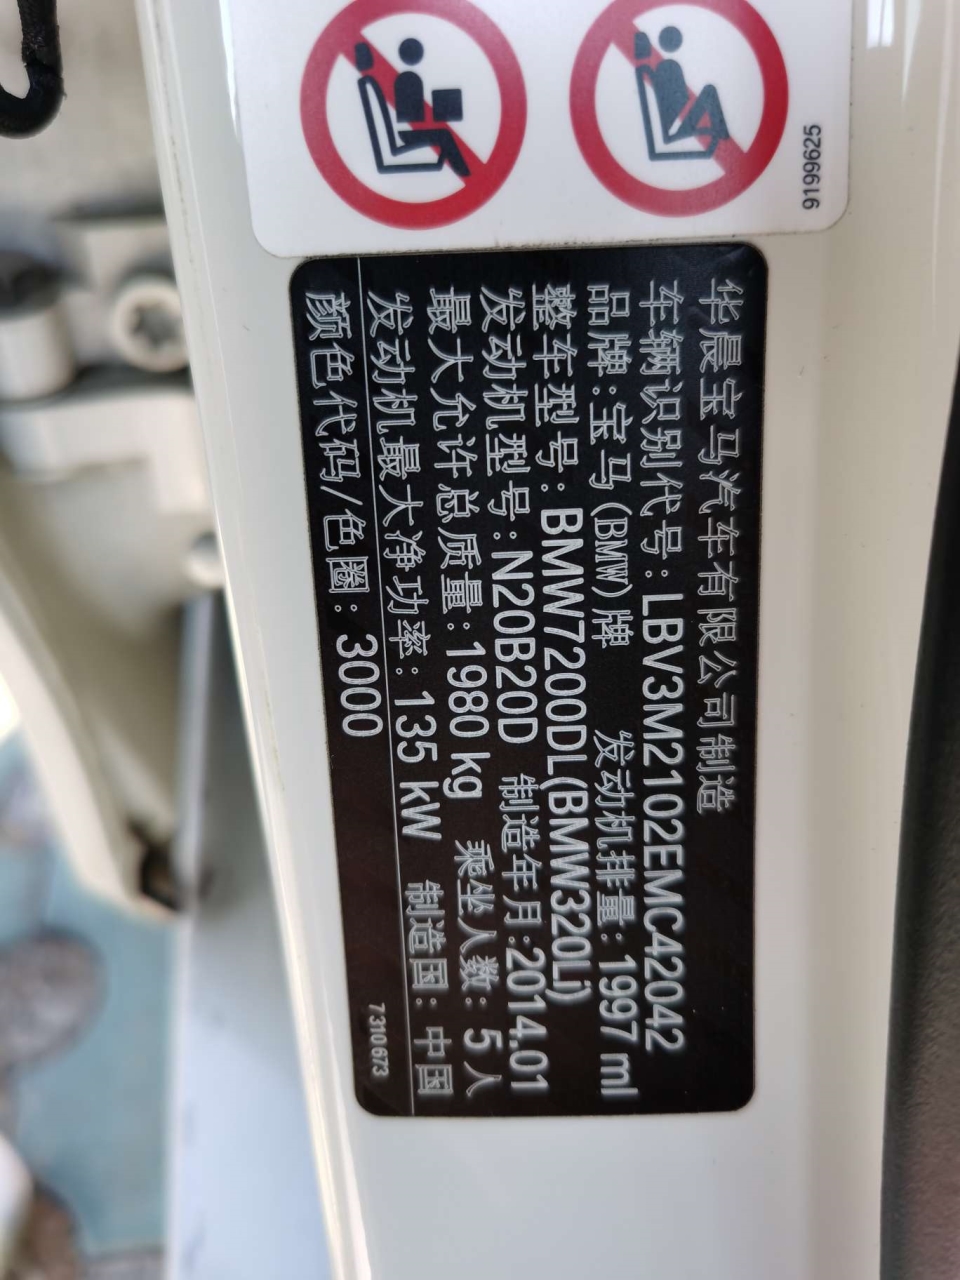 9199625
华晨宝马汽车有限公司制造
车辆识别代号:LBV3M2102EMC42042
品牌:宝马(BMW)牌 发动机排量:1997 ml
整车型号:BMW7200DL(BMW320Li)
发动机型号:N20B20D 制造年月:2014.01
最大允许总质量:1980 kg 乘坐人数:5人
发动机最大净功率:135 kW 制造国:中国
颜色代码/色圈:3000 7310673